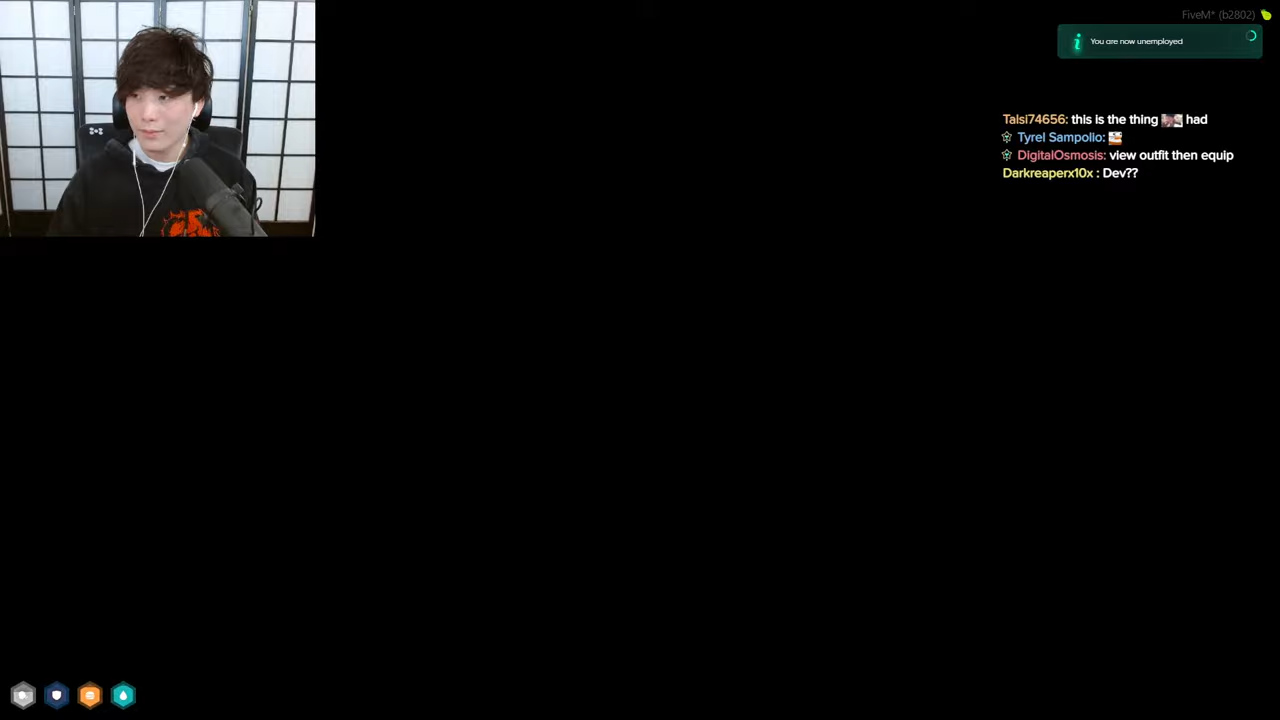 FiveM* (b2802)
You are now unemployed
Talsi74656: this is the thing had
Tyrel Sampollo:
DigitalOsmosis: view outfit then equip
Darkreaperx10x : Dev??